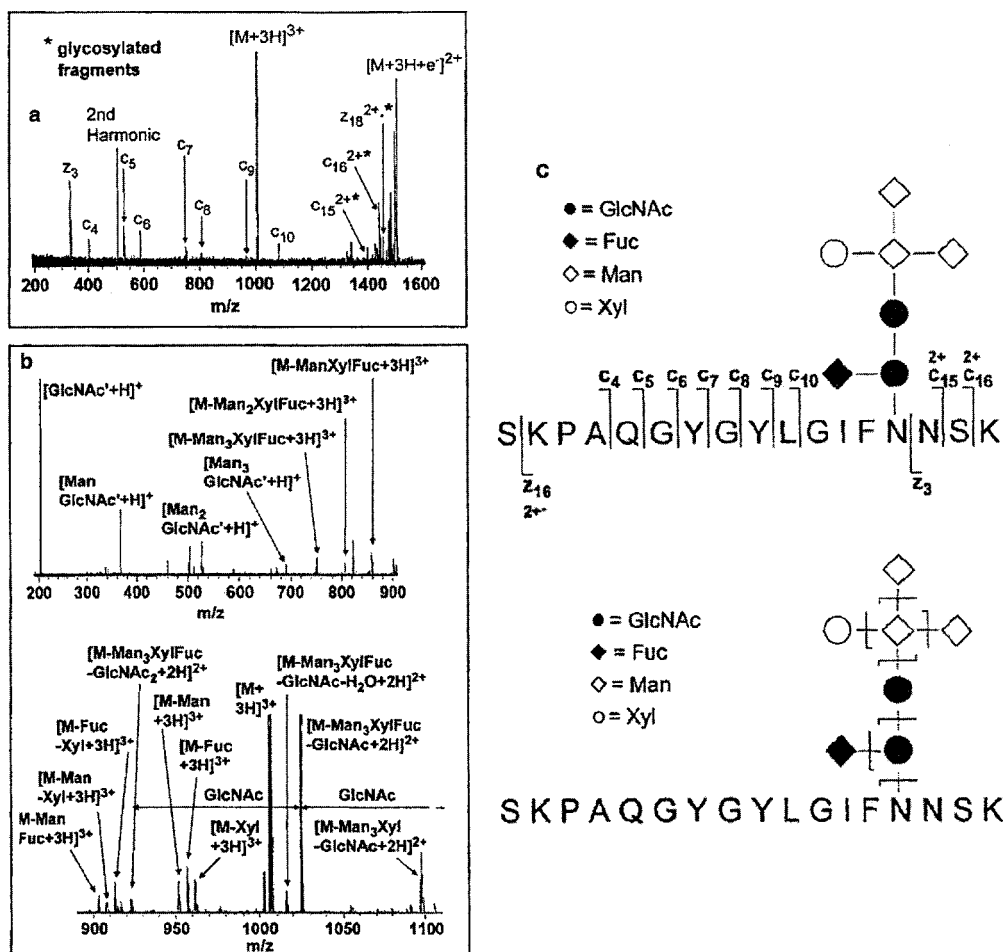 * glycosylated
fragments
a
[M+3H]3+
[M+3H+e-]2+
2nd
Harmonic
z3
c4
c5
c6
c7
c8
c9
c10
z18 2+.*
c16 2+*
c15 2+*
200 400 600 800 1000 1200 1400 1600
m/z
b
[GlcNAc'+H]+
[Man
GlcNAc'+H]+
[Man2
GlcNAc'+H]+
[Man3
GlcNAc'+H]+
[M-Man3XylFuc+3H]3+
[M-Man2XylFuc+3H]3+
[M-ManXylFuc+3H]3+
200 300 400 500 600 700 800 900
m/z
[M-Man3XylFuc
-GlcNAc2+2H]2+
[M-Man3XylFuc
-GlcNAc-H2O+2H]2+
[M-Man
+3H]3+
[M+
3H]3+
[M-Fuc
-Xyl+3H]3+
[M-Fuc
+3H]3+
[M-Man3XylFuc
-GlcNAc+2H]2+
[M-Man
-Xyl+3H]3+
GlcNAc
GlcNAc
M-Man
Fuc+3H]3+
[M-Xyl
+3H]3+
[M-Man3Xyl
-GlcNAc+2H]2+
900 950 1000 1050 1100
m/z
c
= GlcNAc
= Fuc
= Man
= Xyl
c4 c5 c6 c7 c8 c9 c10 2+ c15 2+ c16
SKPAQGYGYLGIFNNSK
z16
2+·
z3
= GlcNAc
= Fuc
= Man
= Xyl
SKPAQGYGYLGIFNNSK